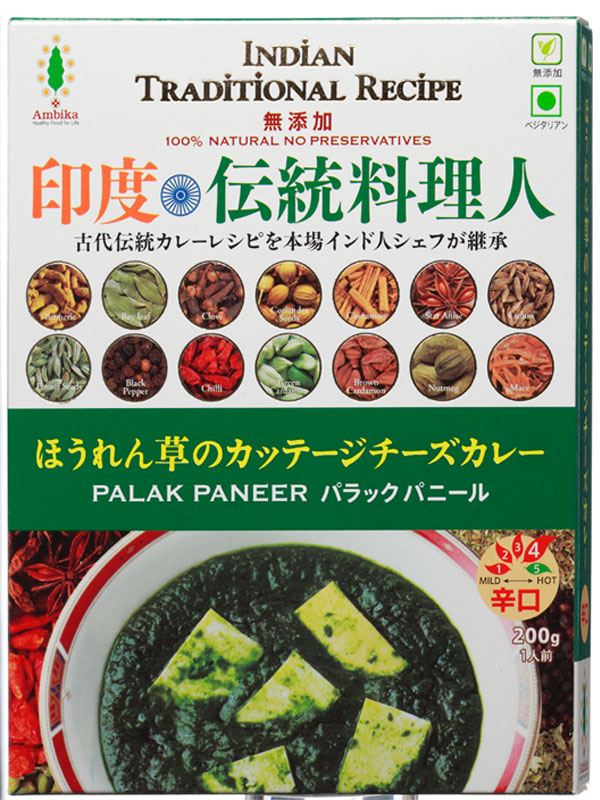 INDIAN
TRADITIONAL RECIPE
Ambika
Healthy Food for Life
無添加
無添加
100% NATURAL NO PRESERVATIVES
ベジタリアン
印度 伝統料理人
古代伝統カレーレシピを本場インド人シェフが継承
Turmeric Bay leaf Clove Coriander Seeds Cinnamon Star Anise Cumin
Fennel Seeds Black Pepper Chilli Green Cardamon Brown Cardamon Nutmeg Mace
ほうれん草のカッテージチーズカレー
PALAK PANEER パラックパニール
1 2 3 4 5
MILD HOT
辛口
200g
1人前